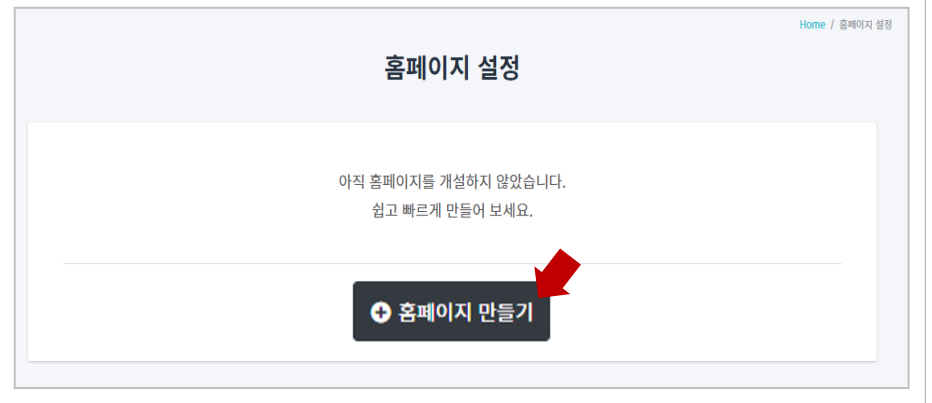 Home / 홈페이지 설정
홈페이지 설정
아직 홈페이지를 개설하지 않았습니다.
쉽고 빠르게 만들어 보세요.
홈페이지 만들기